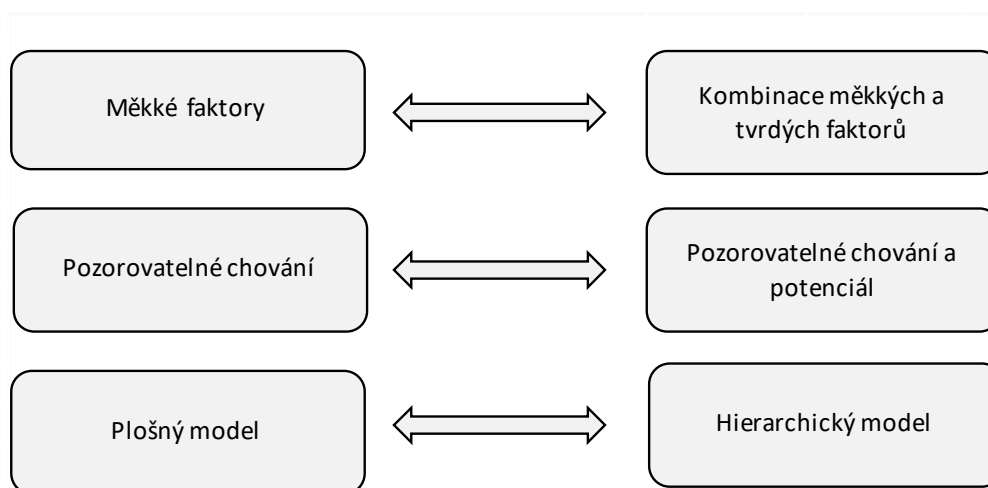 Měkké faktory
Kombinace měkkých a
tvrdých faktorů
Pozorovatelné chování
Pozorovatelné chování a
potenciál
Plošný model
Hierarchický model